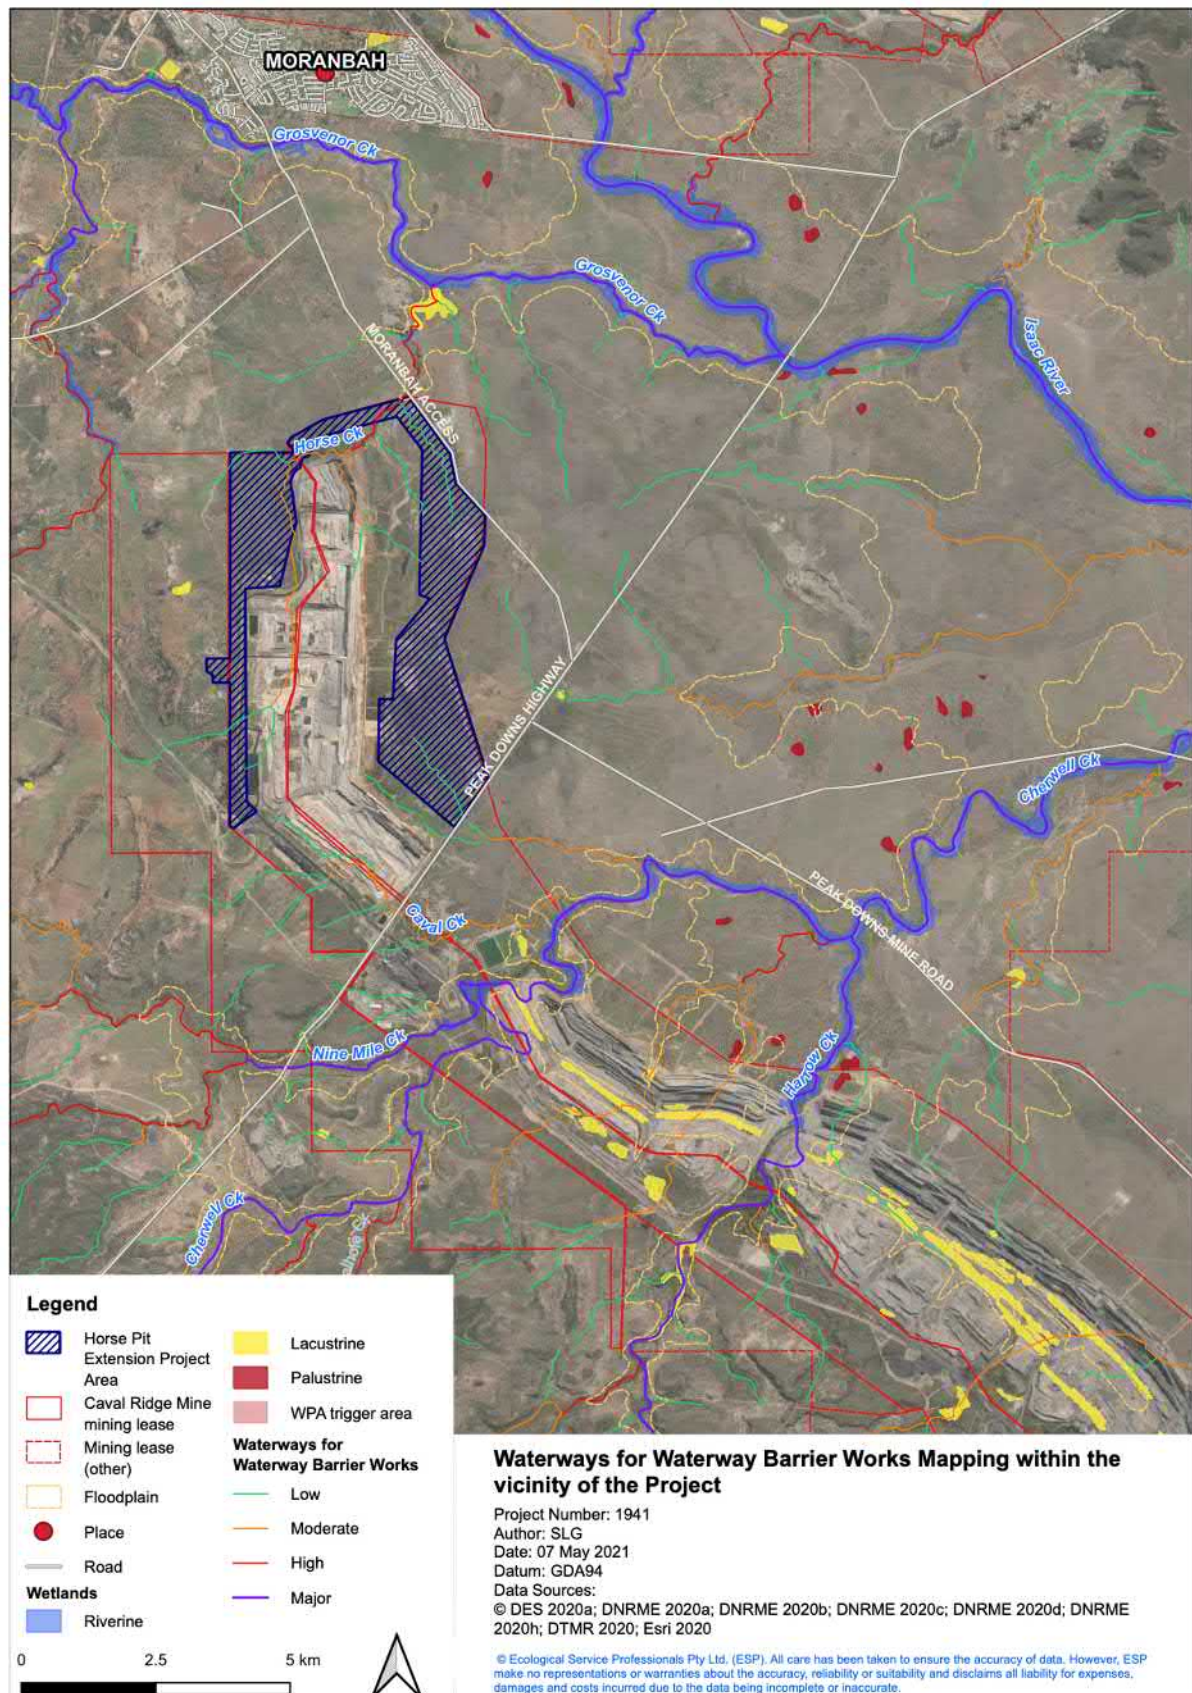 MORANBAH
Grosvenor Ck
Grosvenor Ck
Isaac River
MORANBAH ACCESS
Horse Ck
PEAK DOWNS HIGHWAY
Cherwell Ck
PEAK DOWNS MINE ROAD
Caval Ck
Nine Mile Ck
Harrow Ck
Cherwell Ck
Legend
Horse Pit
Extension Project
Area
Caval Ridge Mine
mining lease
Mining lease
(other)
Floodplain
Place
Road
Wetlands
Riverine
Lacustrine
Palustrine
WPA trigger area
Waterways for
Waterway Barrier Works
Low
Moderate
High
Major
0 2.5 5 km
Waterways for Waterway Barrier Works Mapping within the
vicinity of the Project
Project Number: 1941
Author: SLG
Date: 07 May 2021
Datum: GDA94
Data Sources:
© DES 2020a; DNRME 2020a; DNRME 2020b; DNRME 2020c; DNRME 2020d; DNRME
2020h; DTMR 2020; Esri 2020
© Ecological Service Professionals Pty Ltd. (ESP). All care has been taken to ensure the accuracy of data. However, ESP
make no representations or warranties about the accuracy, reliability or suitability and disclaims all liability for expenses,
damages and costs incurred due to the data being incomplete or inaccurate.